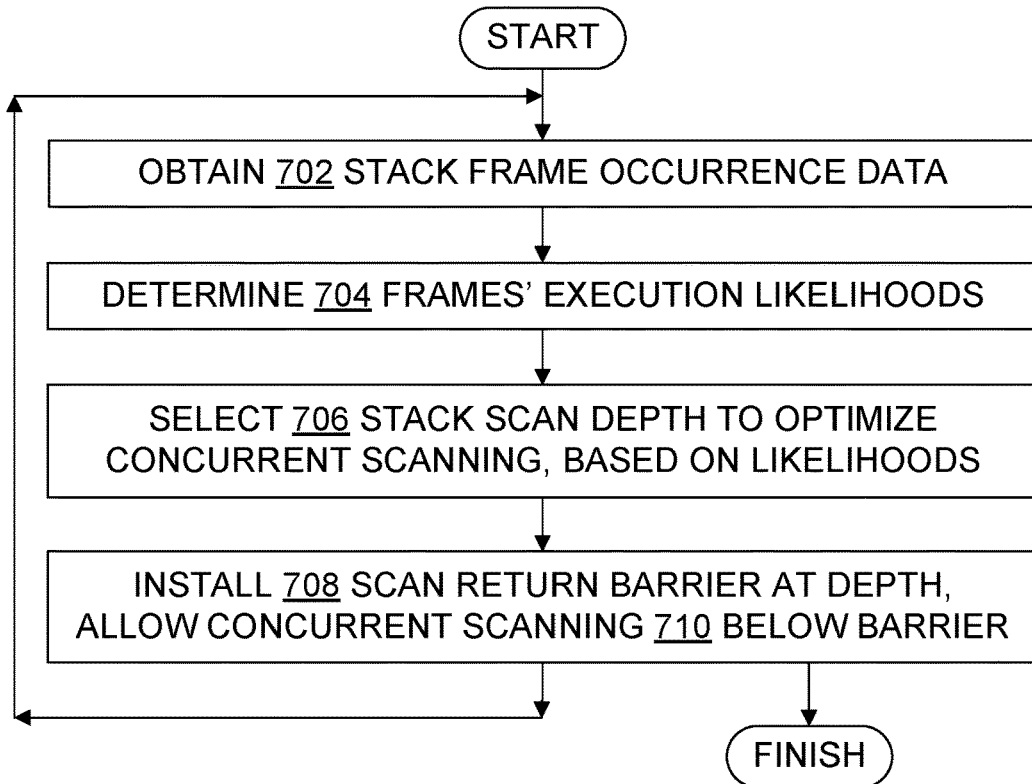 START
OBTAIN 702 STACK FRAME OCCURRENCE DATA
DETERMINE 704 FRAMES’ EXECUTION LIKELIHOODS
SELECT 706 STACK SCAN DEPTH TO OPTIMIZE
CONCURRENT SCANNING, BASED ON LIKELIHOODS
INSTALL 708 SCAN RETURN BARRIER AT DEPTH,
ALLOW CONCURRENT SCANNING 710 BELOW BARRIER
FINISH